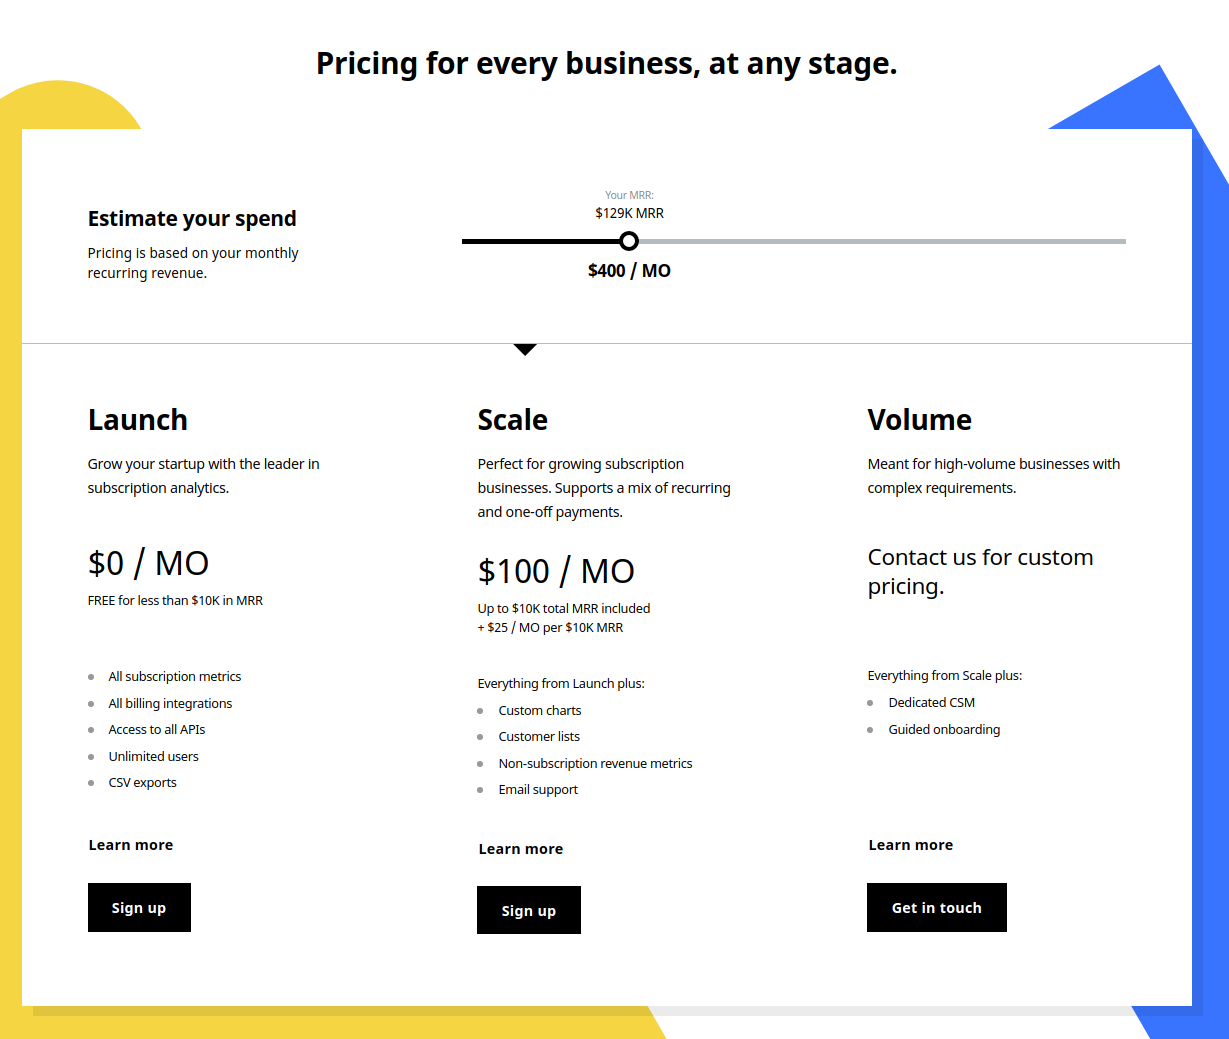 Pricing for every business, at any stage.
Estimate your spend
Pricing is based on your monthly
recurring revenue.
Your MRR:
$129K MRR
$400 / MO
Launch
Grow your startup with the leader in
subscription analytics.
$0 / MO
FREE for less than $10K in MRR
All subscription metrics
All billing integrations
Access to all APIs
Unlimited users
CSV exports
Learn more
Sign up
Scale
Perfect for growing subscription
businesses. Supports a mix of recurring
and one-off payments.
$100 / MO
Up to $10K total MRR included
+ $25 / MO per $10K MRR
Everything from Launch plus:
Custom charts
Customer lists
Non-subscription revenue metrics
Email support
Learn more
Sign up
Volume
Meant for high-volume businesses with
complex requirements.
Contact us for custom
pricing.
Everything from Scale plus:
Dedicated CSM
Guided onboarding
Learn more
Get in touch